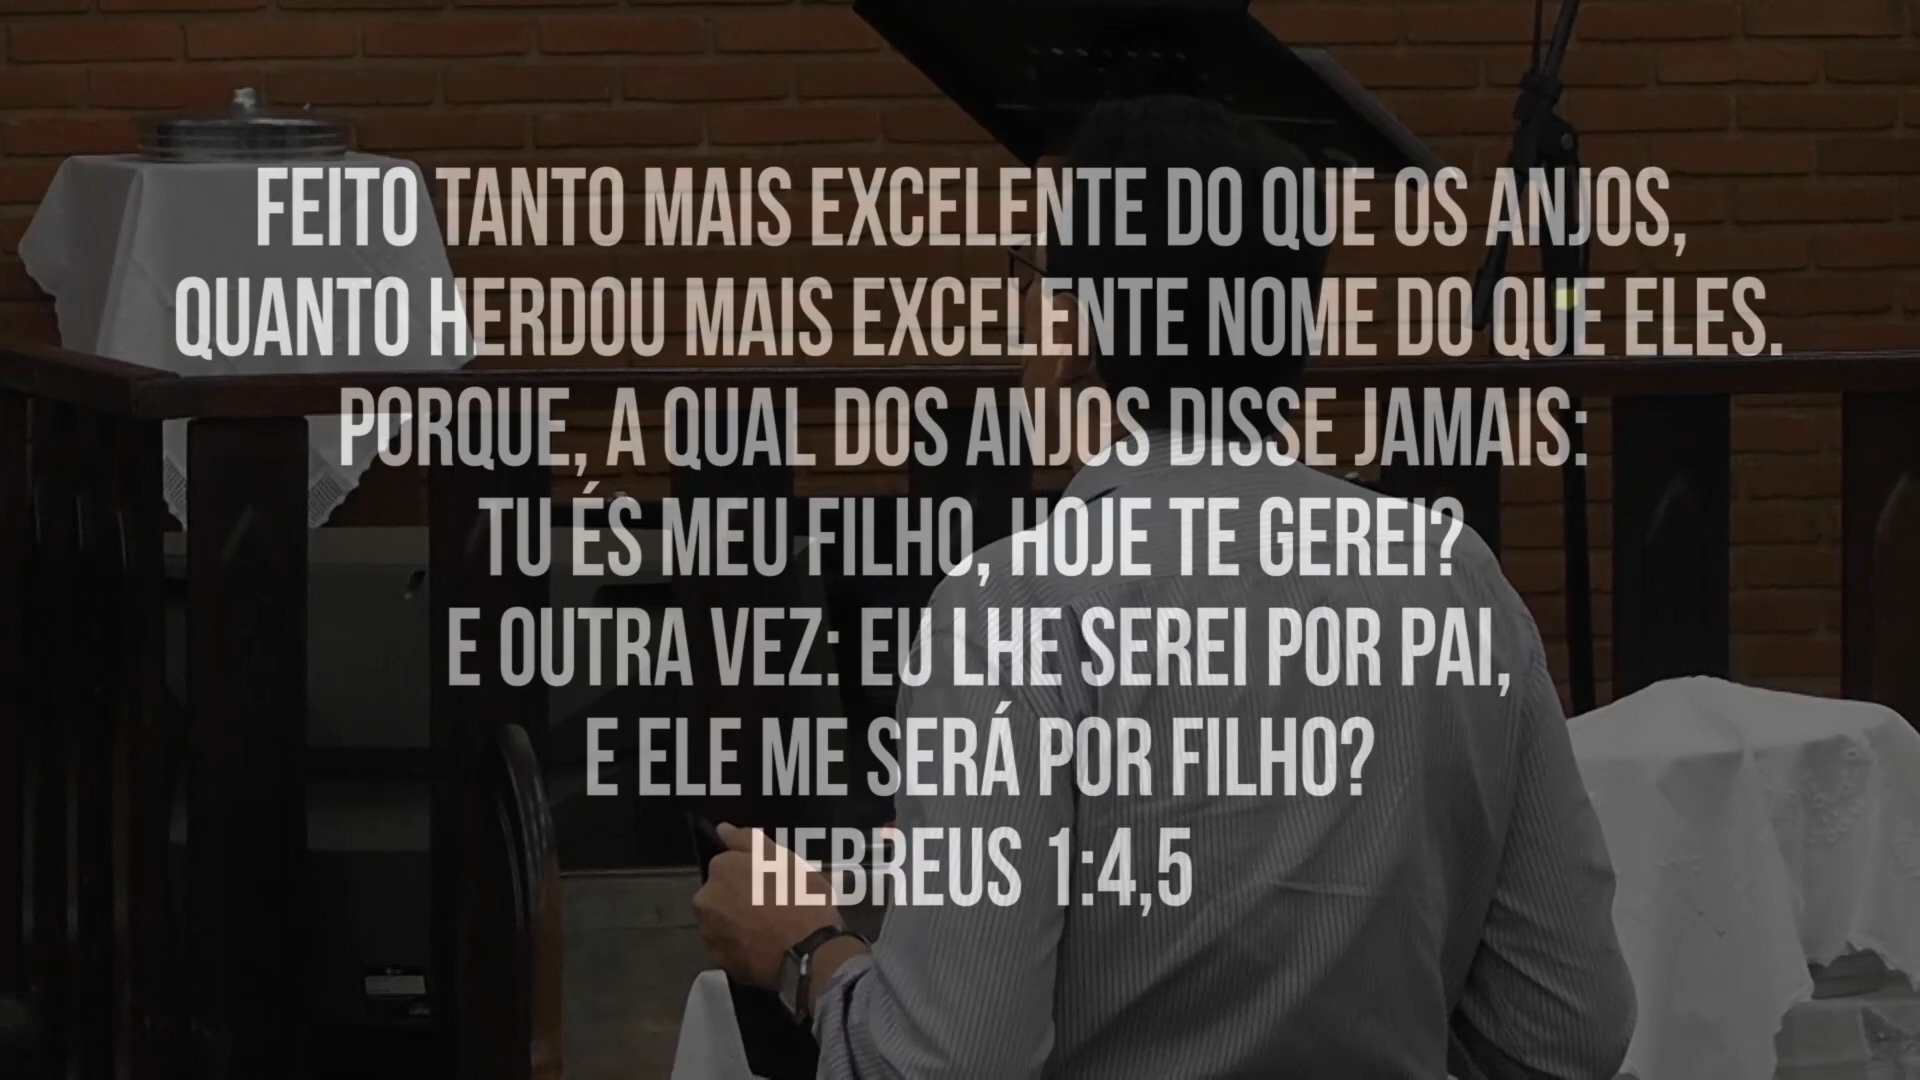 FEITO TANTO MAIS EXCELENTE DO QUE OS ANJOS,
QUANTO HERDOU MAIS EXCELENTE NOME DO QUE ELES.
PORQUE, A QUAL DOS ANJOS DISSE JAMAIS:
TU ÉS MEU FILHO, HOJE TE GEREI?
E OUTRA VEZ: EU LHE SEREI POR PAI,
E ELE ME SERÁ POR FILHO?
HEBREUS 1:4,5